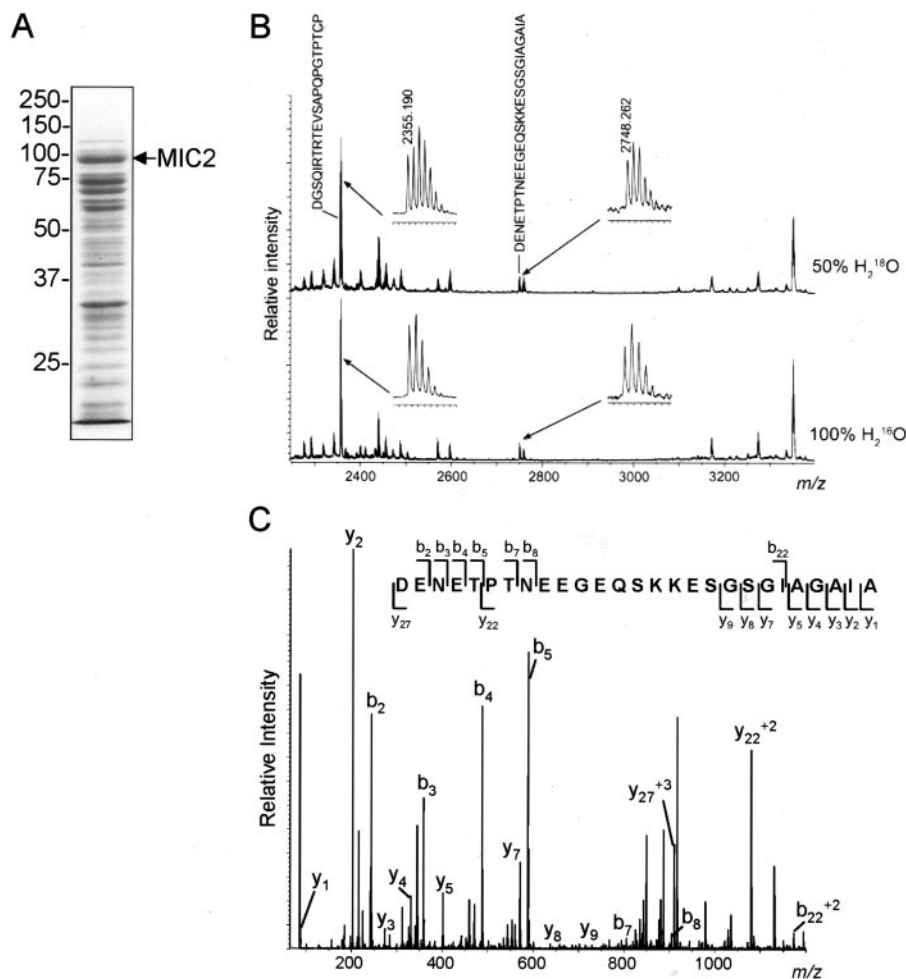 A
250-
150-
100-
MIC2
75-
50-
37-
25-
B
DGSQIRTRTEVSAPQPGTPTCP
2355.190
DENETPTNEEGEQSKKESGSGIAGAIA
2748.262
50% H₂¹⁸O
100% H₂¹⁶O
Relative intensity
2400 2600 2800 3000 3200
m/z
C
y₂
b₂ b₃ b₄ b₅ b₇ b₈ b₂₂
DENETPTNEEGEQSKKESGSGIAGAIA
y₂₇ y₂₂ y₉ y₈ y₇ y₅ y₄ y₃ y₂ y₁
b₅
b₄
b₂
y₂₂⁺²
b₃
y₂₇⁺³
y₇
y₁
y₄
y₅
y₃
y₈
y₉
b₇
b₈
b₂₂⁺²
Relative Intensity
200 400 600 800 1000
m/z